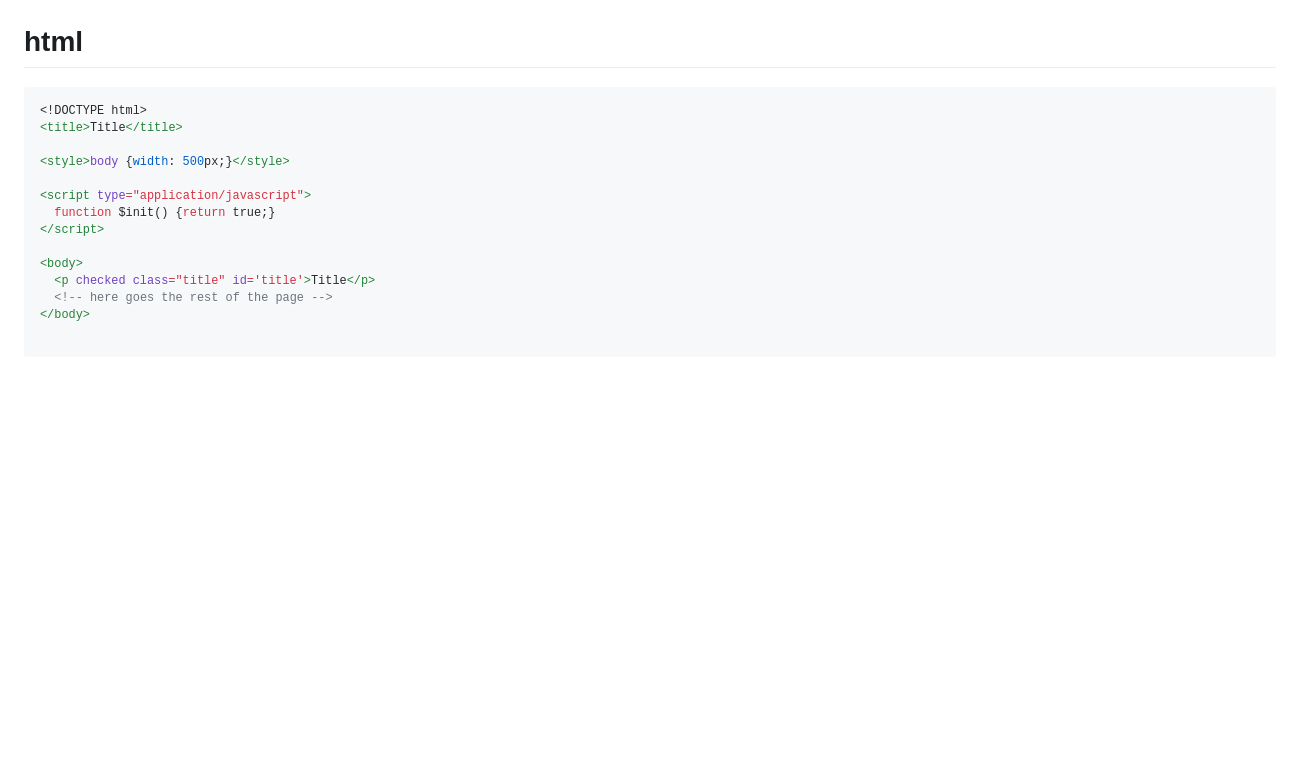 html
<!DOCTYPE html>
<title>Title</title>

<style>body {width: 500px;}</style>

<script type="application/javascript">
  function $init() {return true;}
</script>

<body>
  <p checked class="title" id='title'>Title</p>
  <!-- here goes the rest of the page -->
</body>